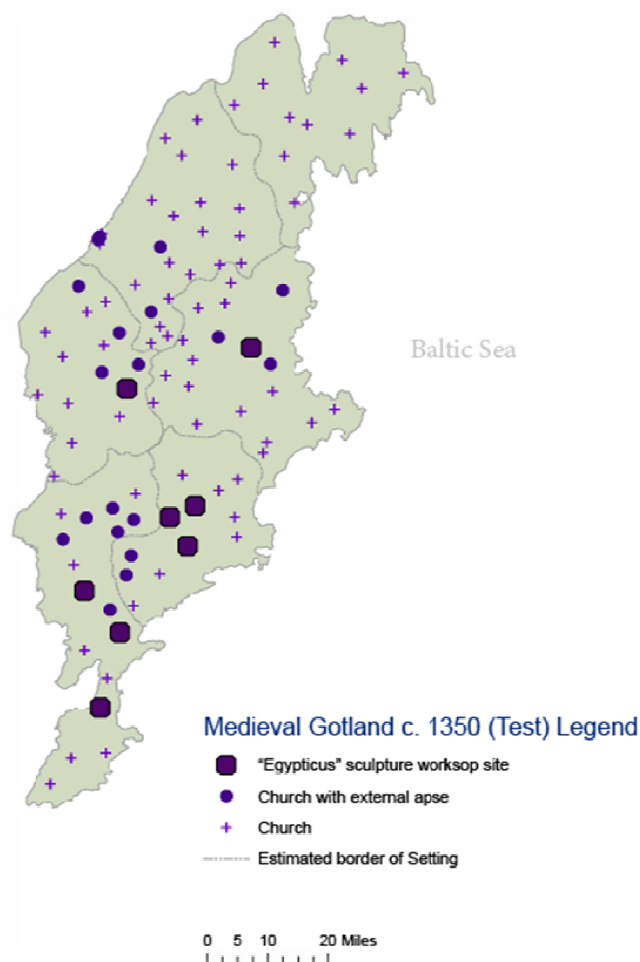 Baltic Sea
Medieval Gotland c. 1350 (Test) Legend
“Egypticus” sculpture worksop site
Church with external apse
Church
Estimated border of Setting
0 5 10 20 Miles